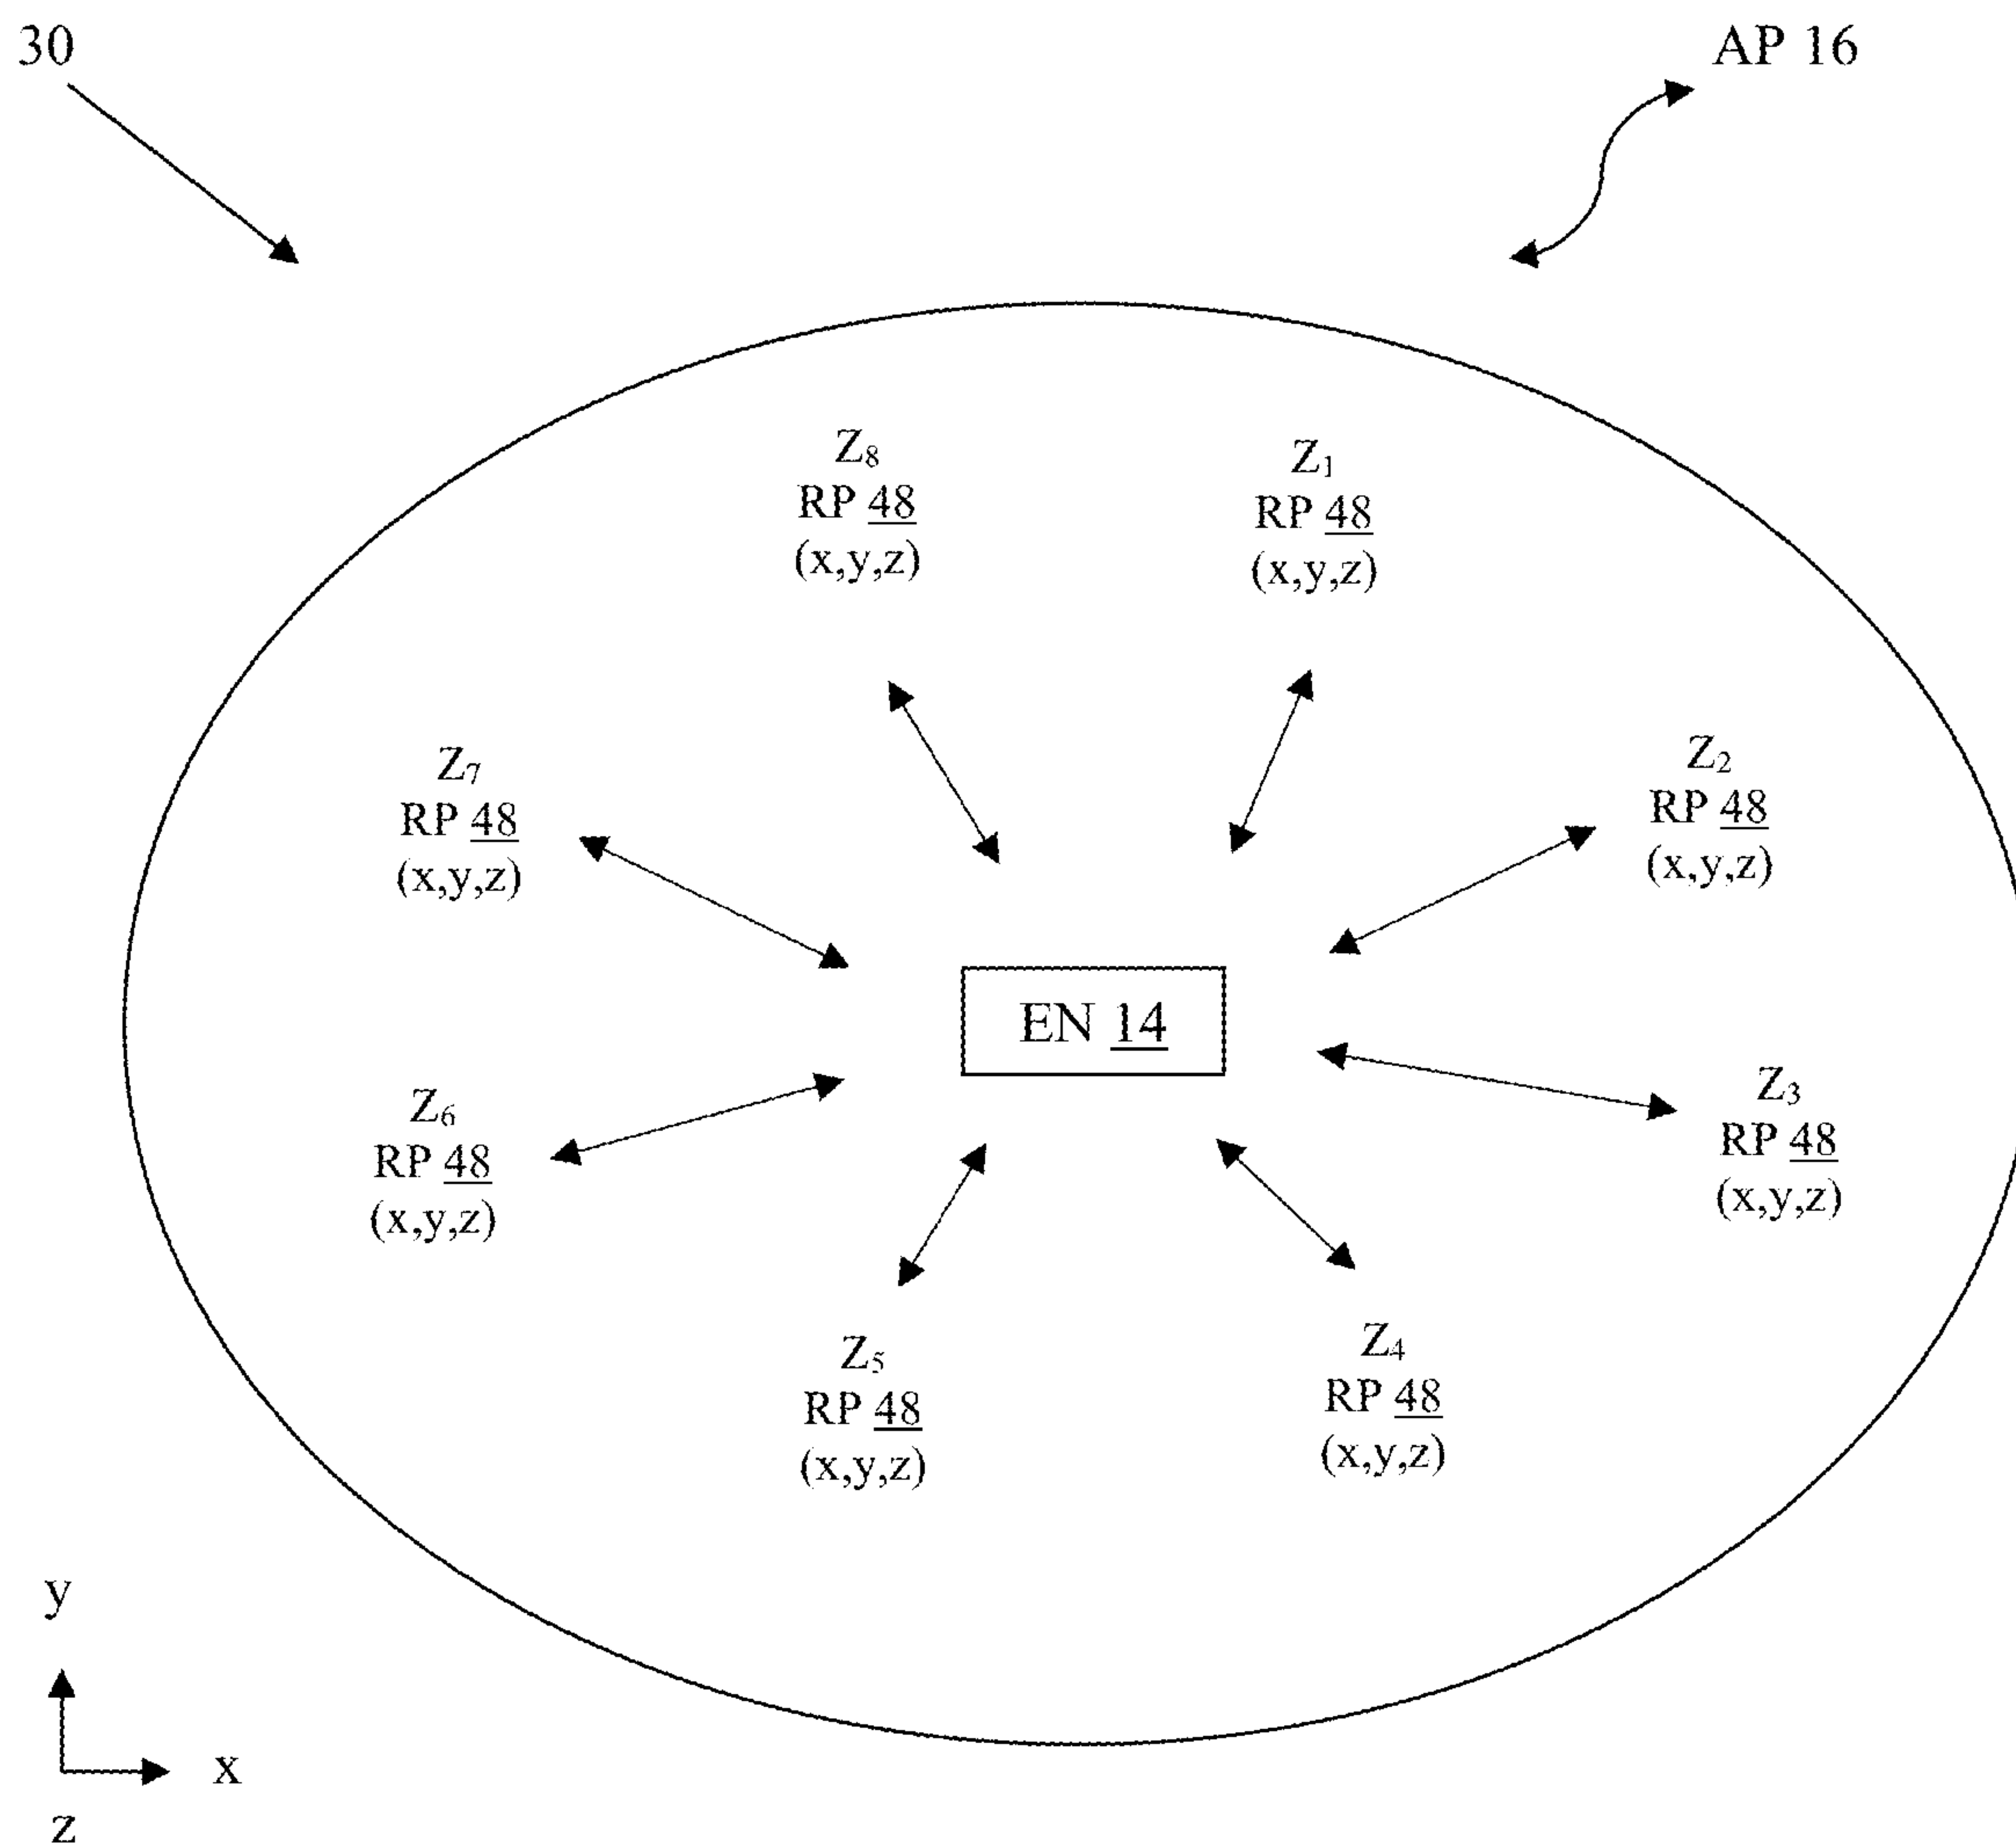 30
AP 16
Z₈
RP 48
(x,y,z)
Z₁
RP 48
(x,y,z)
Z₇
RP 48
(x,y,z)
Z₂
RP 48
(x,y,z)
EN 14
Z₆
RP 48
(x,y,z)
Z₃
RP 48
(x,y,z)
Z₅
RP 48
(x,y,z)
Z₄
RP 48
(x,y,z)
y
x
z